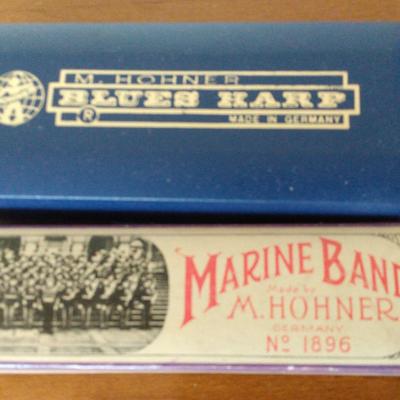 M. HOHNER
BLUES HARP
® MADE IN GERMANY
MARINE BAND
Made by
M. HOHNER
GERMANY
Nº 1896